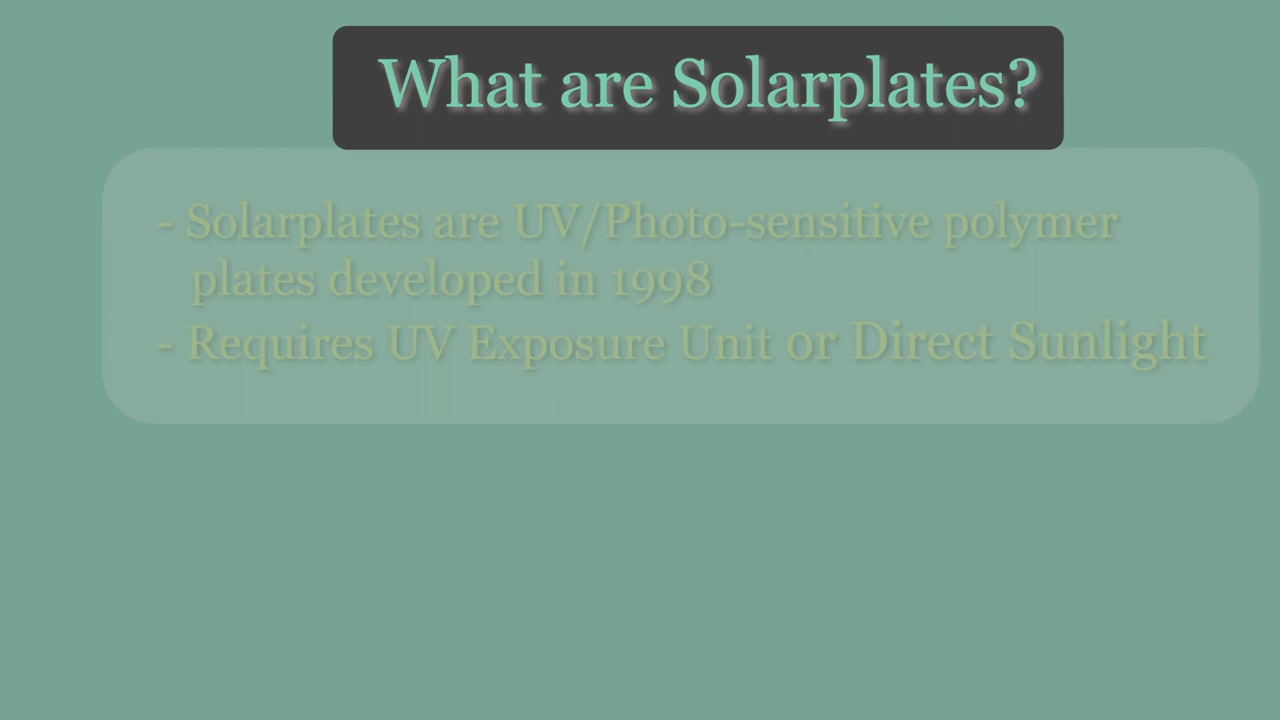 What are Solarplates?
- Solarplates are UV/Photo-sensitive polymer
plates developed in 1998
- Requires UV Exposure Unit or Direct Sunlight